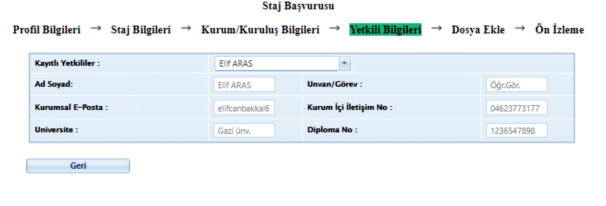 Staj Başvurusu
Profil Bilgileri → Staj Bilgileri → Kurum/Kuruluş Bilgileri → Yetkili Bilgileri → Dosya Ekle → Ön İzleme
Kayıtlı Yetkililer : Elif ARAS
Ad Soyad: Elif ARAS Unvan/Görev : Öğr.Gör.
Kurumsal E-Posta : elifcanbakkal6 Kurum İçi İletişim No : 04623773177
Universite : Gazi ünv. Diploma No : 1236547898
Geri